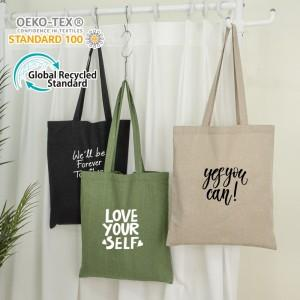 OEKO-TEX®
CONFIDENCE IN TEXTILES
STANDARD 100
Global Recycled
Standard
We'll be
Forever
LOVE
YOUR
SELF
yes you
can!